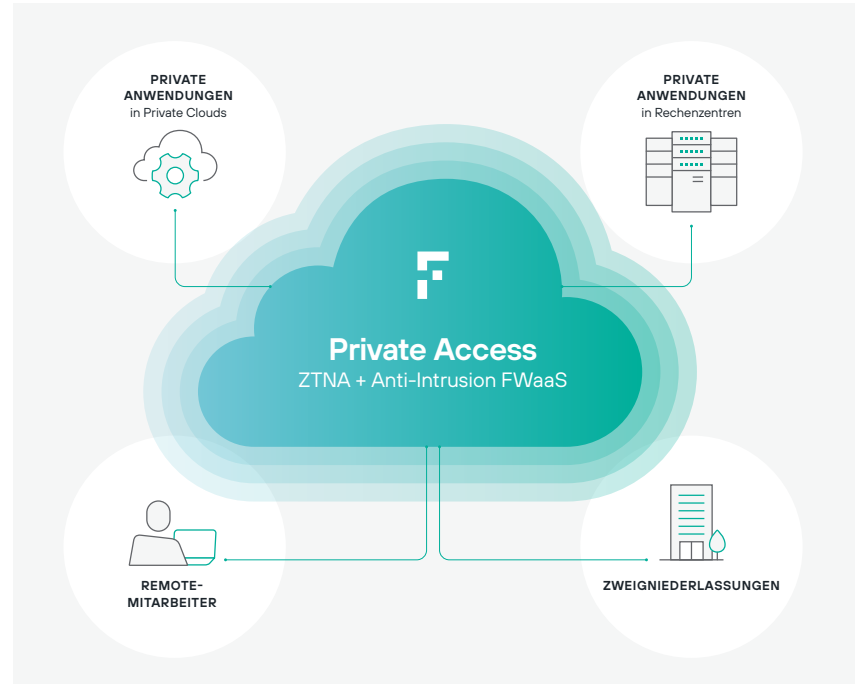 PRIVATE
ANWENDUNGEN
in Private Clouds
PRIVATE
ANWENDUNGEN
in Rechenzentren
Private Access
ZTNA + Anti-Intrusion FWaaS
REMOTE-
MITARBEITER
ZWEIGNIEDERLASSUNGEN